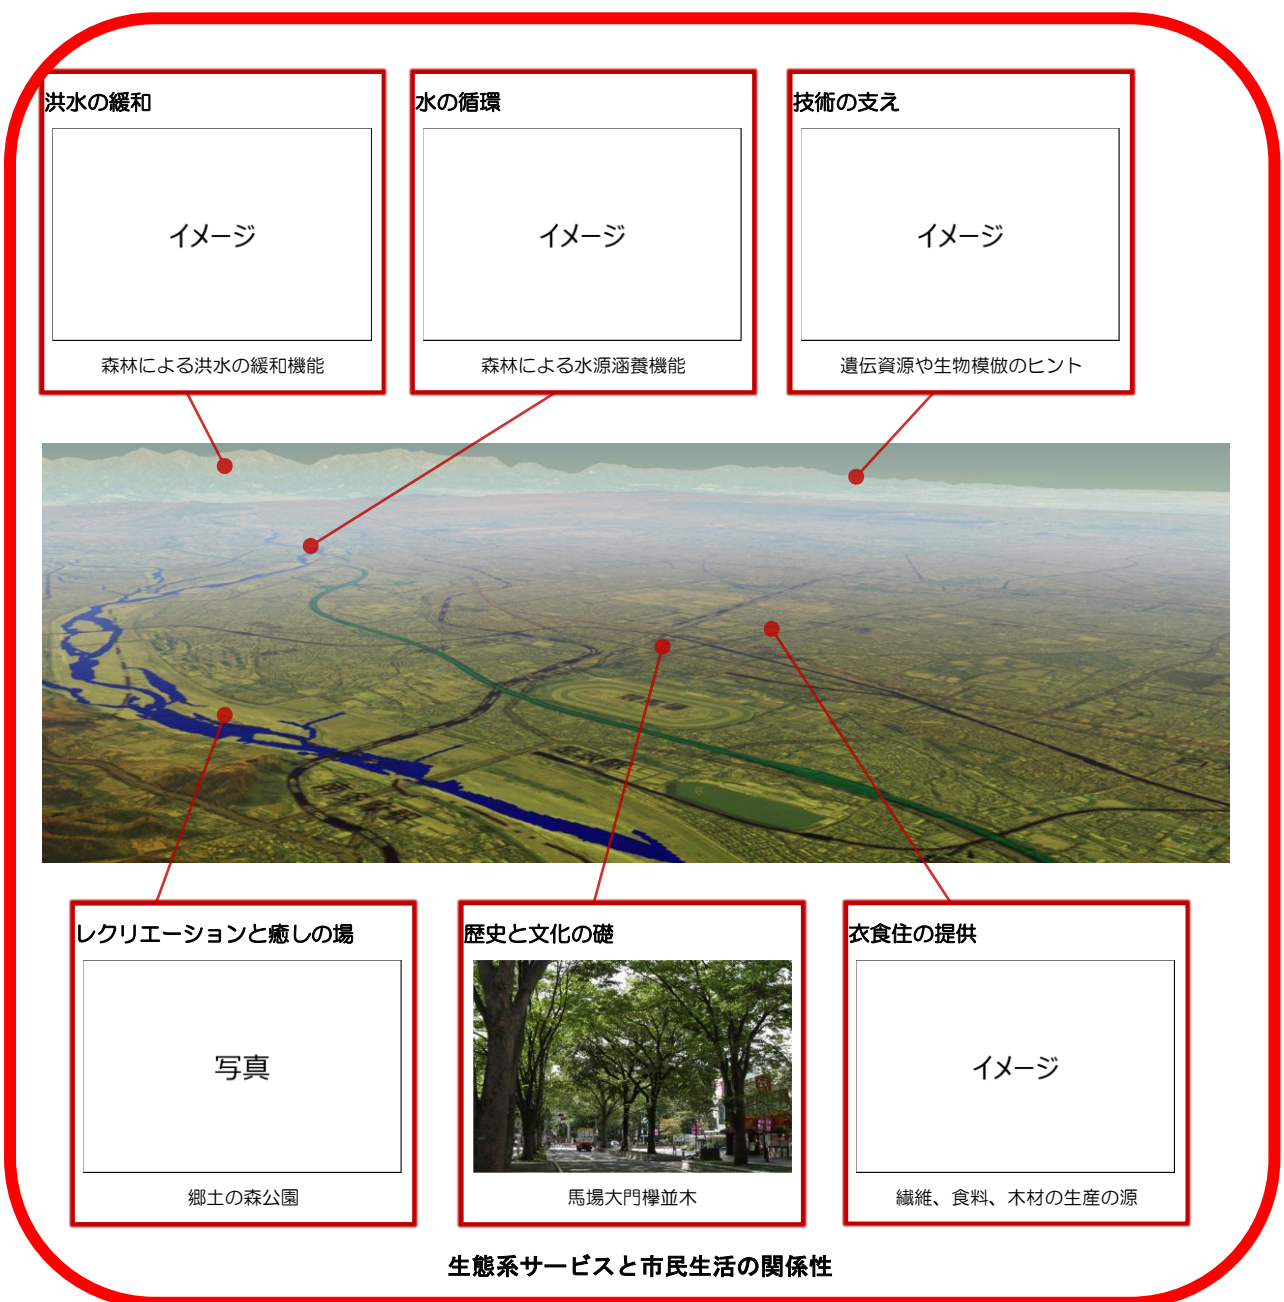 洪水の緩和
イメージ
森林による洪水の緩和機能
水の循環
イメージ
森林による水源涵養機能
技術の支え
イメージ
遺伝資源や生物模倣のヒント
レクリエーションと癒しの場
写真
郷土の森公園
歴史と文化の礎
馬場大門欅並木
衣食住の提供
イメージ
繊維、食料、木材の生産の源
生態系サービスと市民生活の関係性